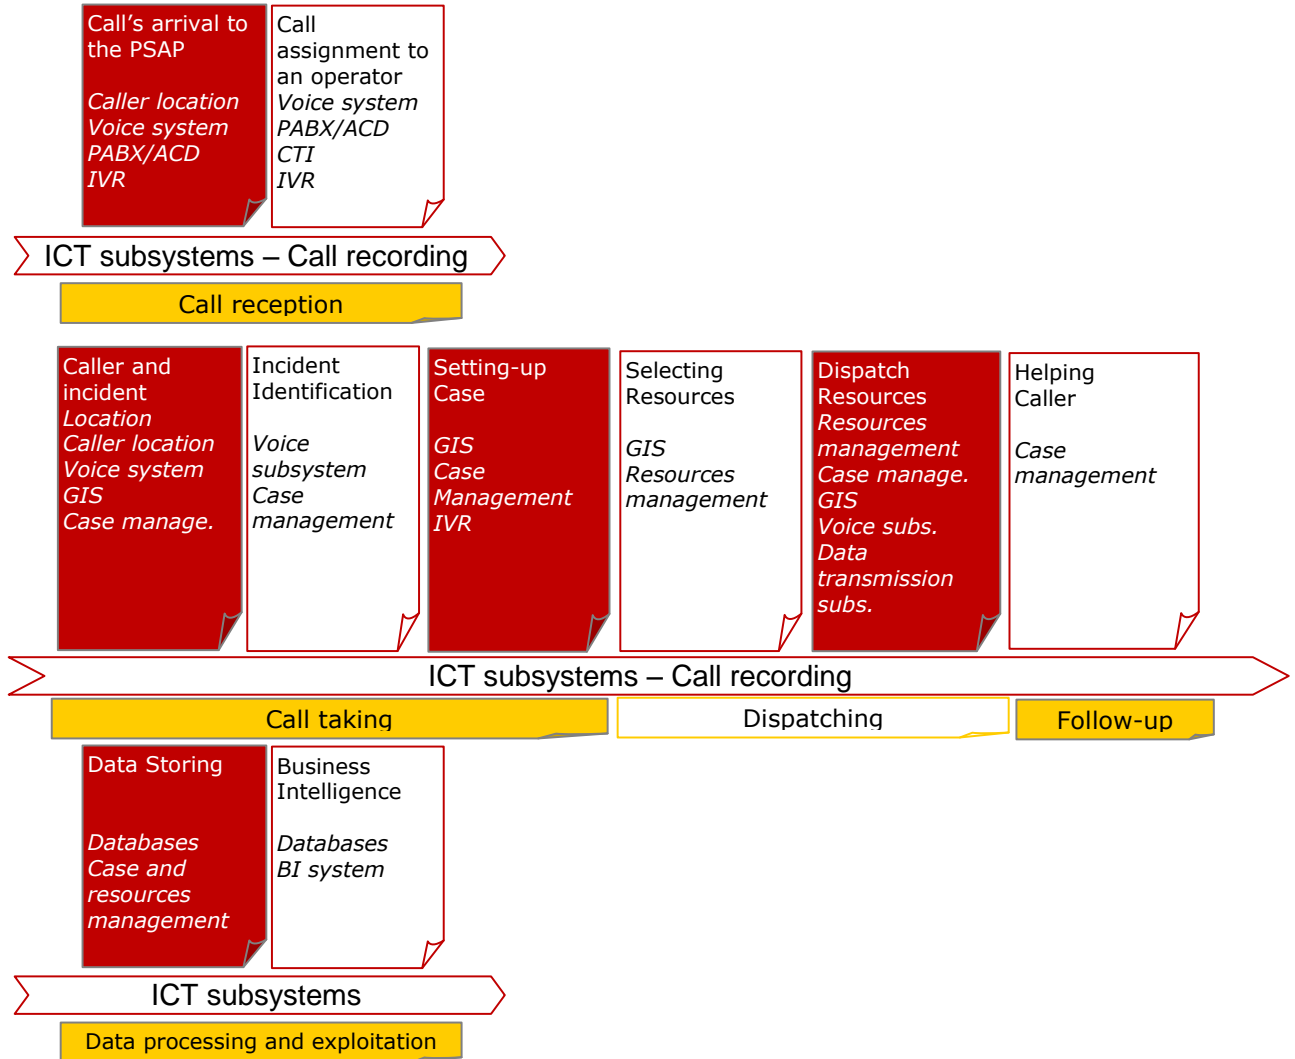 Call's arrival to
the PSAP
Caller location
Voice system
PABX/ACD
IVR
Call
assignment to
an operator
Voice system
PABX/ACD
CTI
IVR
ICT subsystems – Call recording
Call reception
Caller and
incident
Location
Caller location
Voice system
GIS
Case manage.
Incident
Identification
Voice
subsystem
Case
management
Setting-up
Case
GIS
Case
Management
IVR
Selecting
Resources
GIS
Resources
management
Dispatch
Resources
Resources
management
Case manage.
GIS
Voice subs.
Data
transmission
subs.
Helping
Caller
Case
management
ICT subsystems – Call recording
Call taking
Dispatching
Follow-up
Data Storing
Databases
Case and
resources
management
Business
Intelligence
Databases
BI system
ICT subsystems
Data processing and exploitation